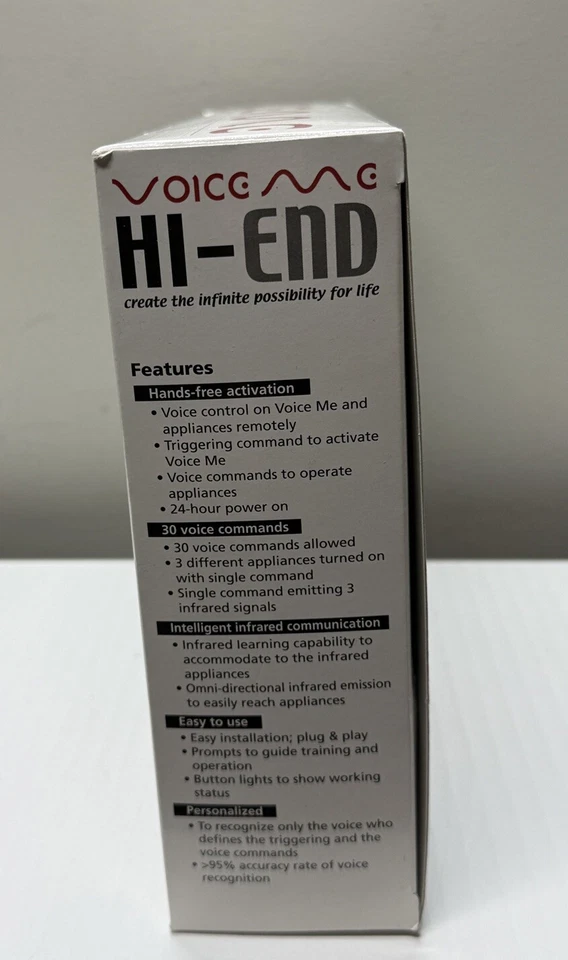 VOICE ME
HI-END
create the infinite possibility for life
Features
Hands-free activation
• Voice control on Voice Me and
appliances remotely
• Triggering command to activate
Voice Me
• Voice commands to operate
appliances
• 24-hour power on
30 voice commands
• 30 voice commands allowed
• 3 different appliances turned on
with single command
• Single command emitting 3
infrared signals
Intelligent infrared communication
• Infrared learning capability to
accommodate to the infrared
appliances
• Omni-directional infrared emission
to easily reach appliances
Easy to use
• Easy installation; plug & play
• Prompts to guide training and
operation
• Button lights to show working
status
Personalized
• To recognize only the voice who
defines the triggering and the
voice commands
• >95% accuracy rate of voice
recognition